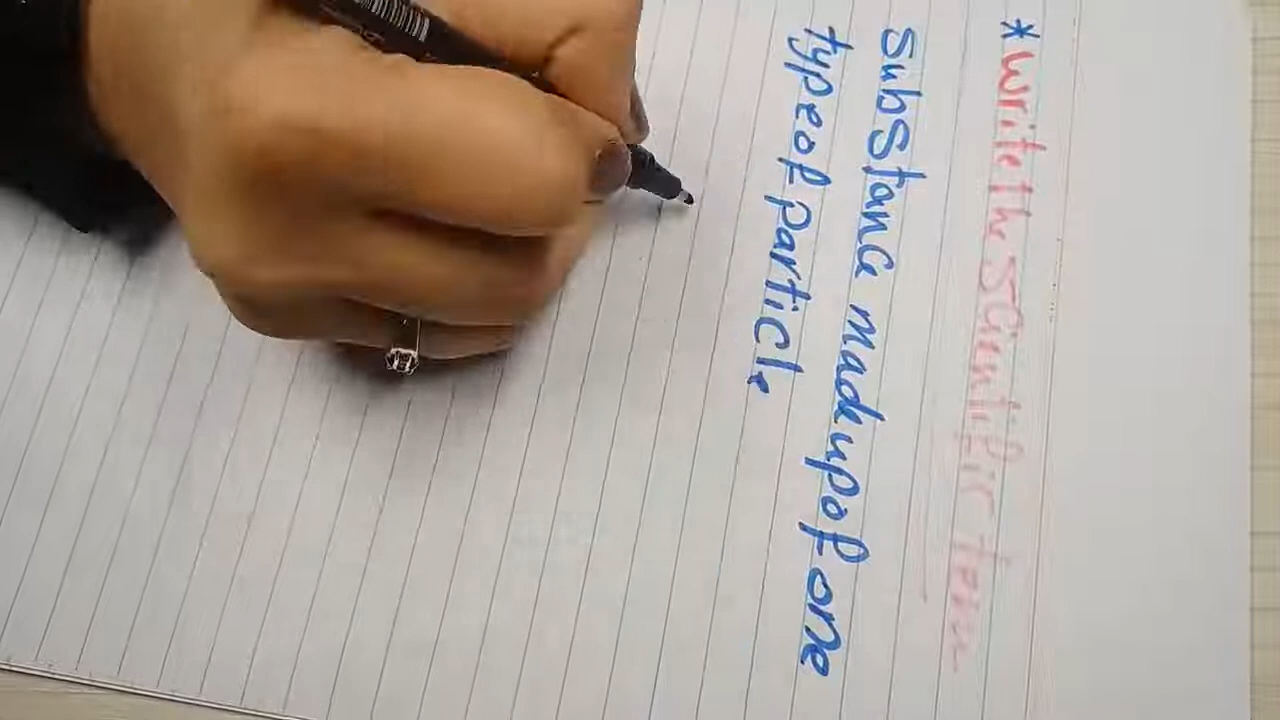 * write the scientific term
substance made up of one
type of particle